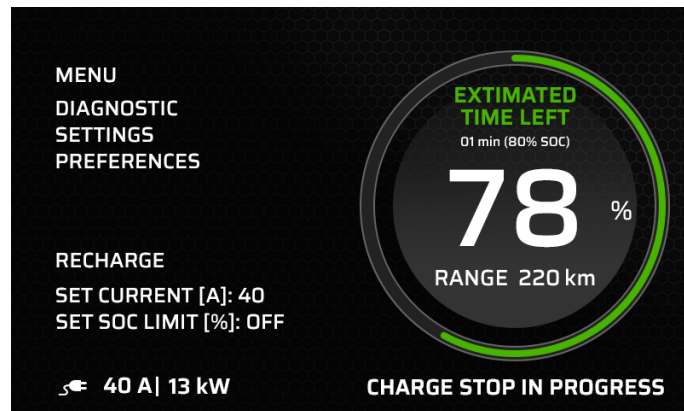 MENU
DIAGNOSTIC
SETTINGS
PREFERENCES
RECHARGE
SET CURRENT [A]: 40
SET SOC LIMIT [%]: OFF
40 A| 13 kW
EXTIMATED
TIME LEFT
01 min (80% SOC)
78 %
RANGE 220 km
CHARGE STOP IN PROGRESS